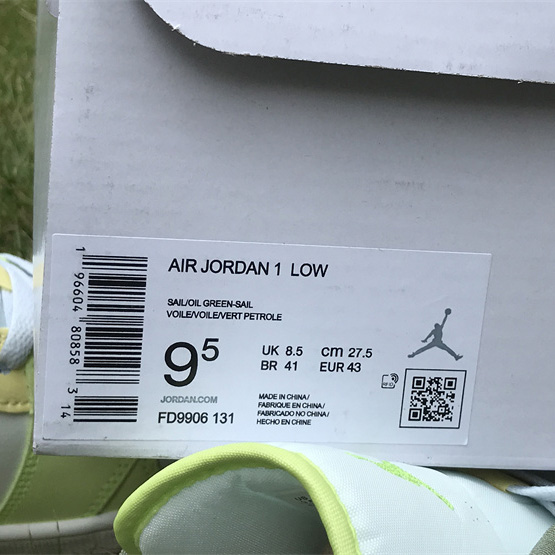 AIR JORDAN 1 LOW
SAIL/OIL GREEN-SAIL
VOILE/VOILE/VERT PETROLE
9⁵
UK 8.5 cm 27.5
BR 41 EUR 43
JORDAN.COM
FD9906 131
MADE IN CHINA/
FABRIQUE EN CHINA/
FABRICADO NO CHINA/
HECHO EN CHINA
1 96604 80858 3 14